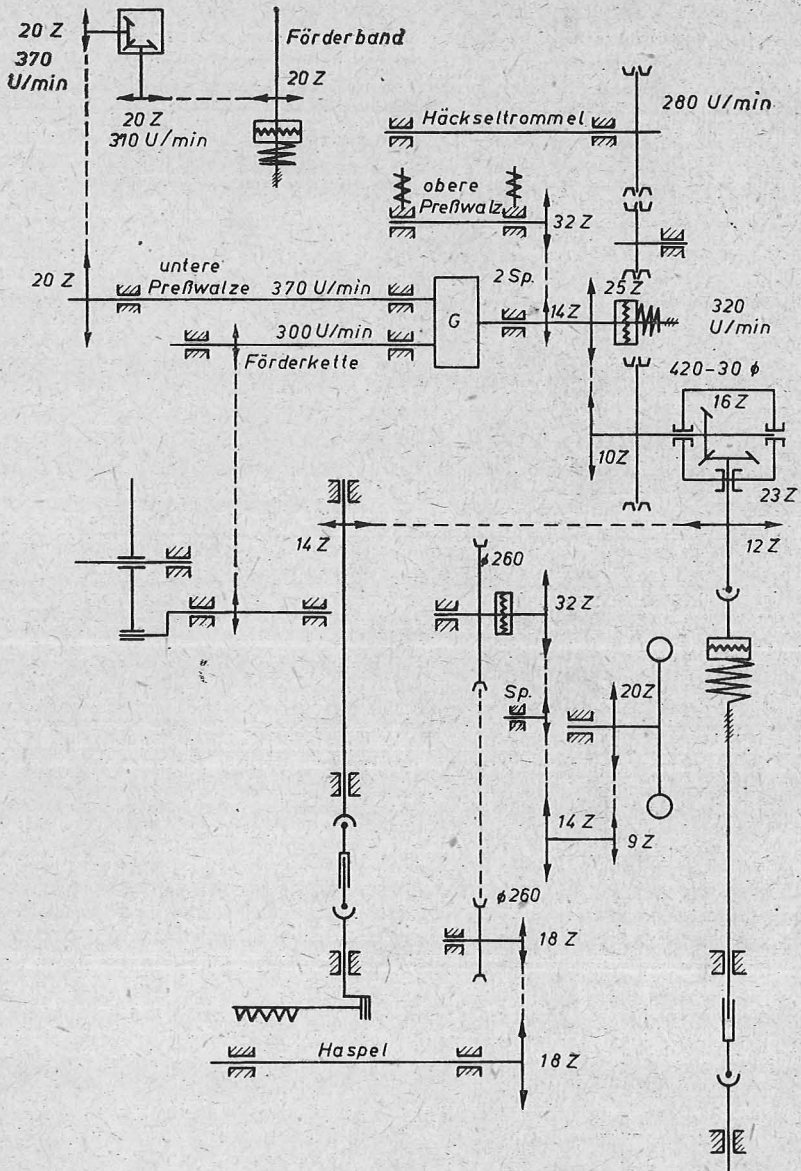 20 Z
370
U/min
Förderband
20 Z
20 Z
310 U/min
280 U/min
Häckseltrommel
obere
Preßwalz
32 Z
untere
Preßwalze
370 U/min
20 Z
2 Sp.
25 Z
14 Z
320
U/min
G
300 U/min
Förderkette
420-30 ϕ
16 Z
10 Z
23 Z
14 Z
12 Z
ϕ260
32 Z
Sp.
20 Z
14 Z
9 Z
ϕ260
18 Z
Haspel
18 Z